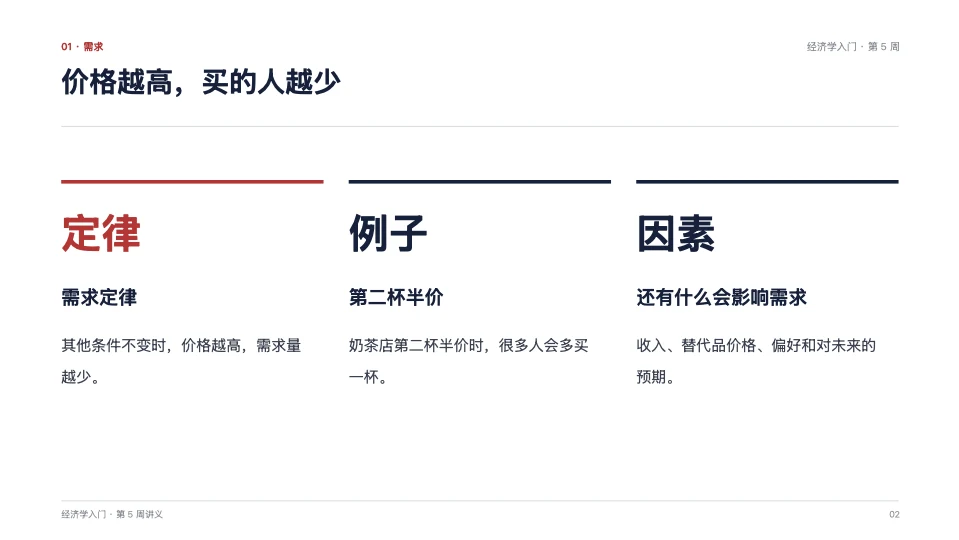 01 · 需求
经济学入门 · 第 5 周
价格越高，买的人越少
定律
需求定律
其他条件不变时，价格越高，需求量
越少。
例子
第二杯半价
奶茶店第二杯半价时，很多人会多买
一杯。
因素
还有什么会影响需求
收入、替代品价格、偏好和对未来的
预期。
经济学入门 · 第 5 周讲义
02